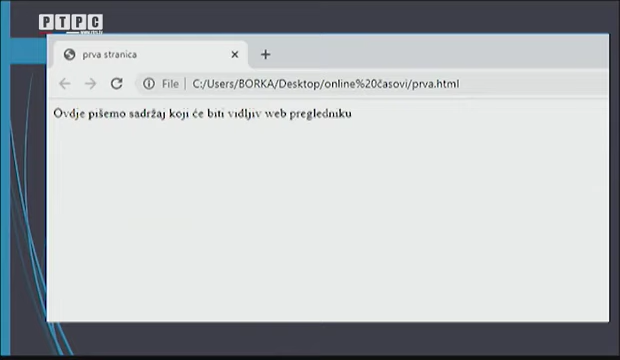 РТРС
prva stranica
File | C:/Users/BORKA/Desktop/online%20časovi/prva.html
Ovdje pišemo sadržaj koji će biti vidljiv web pregledniku